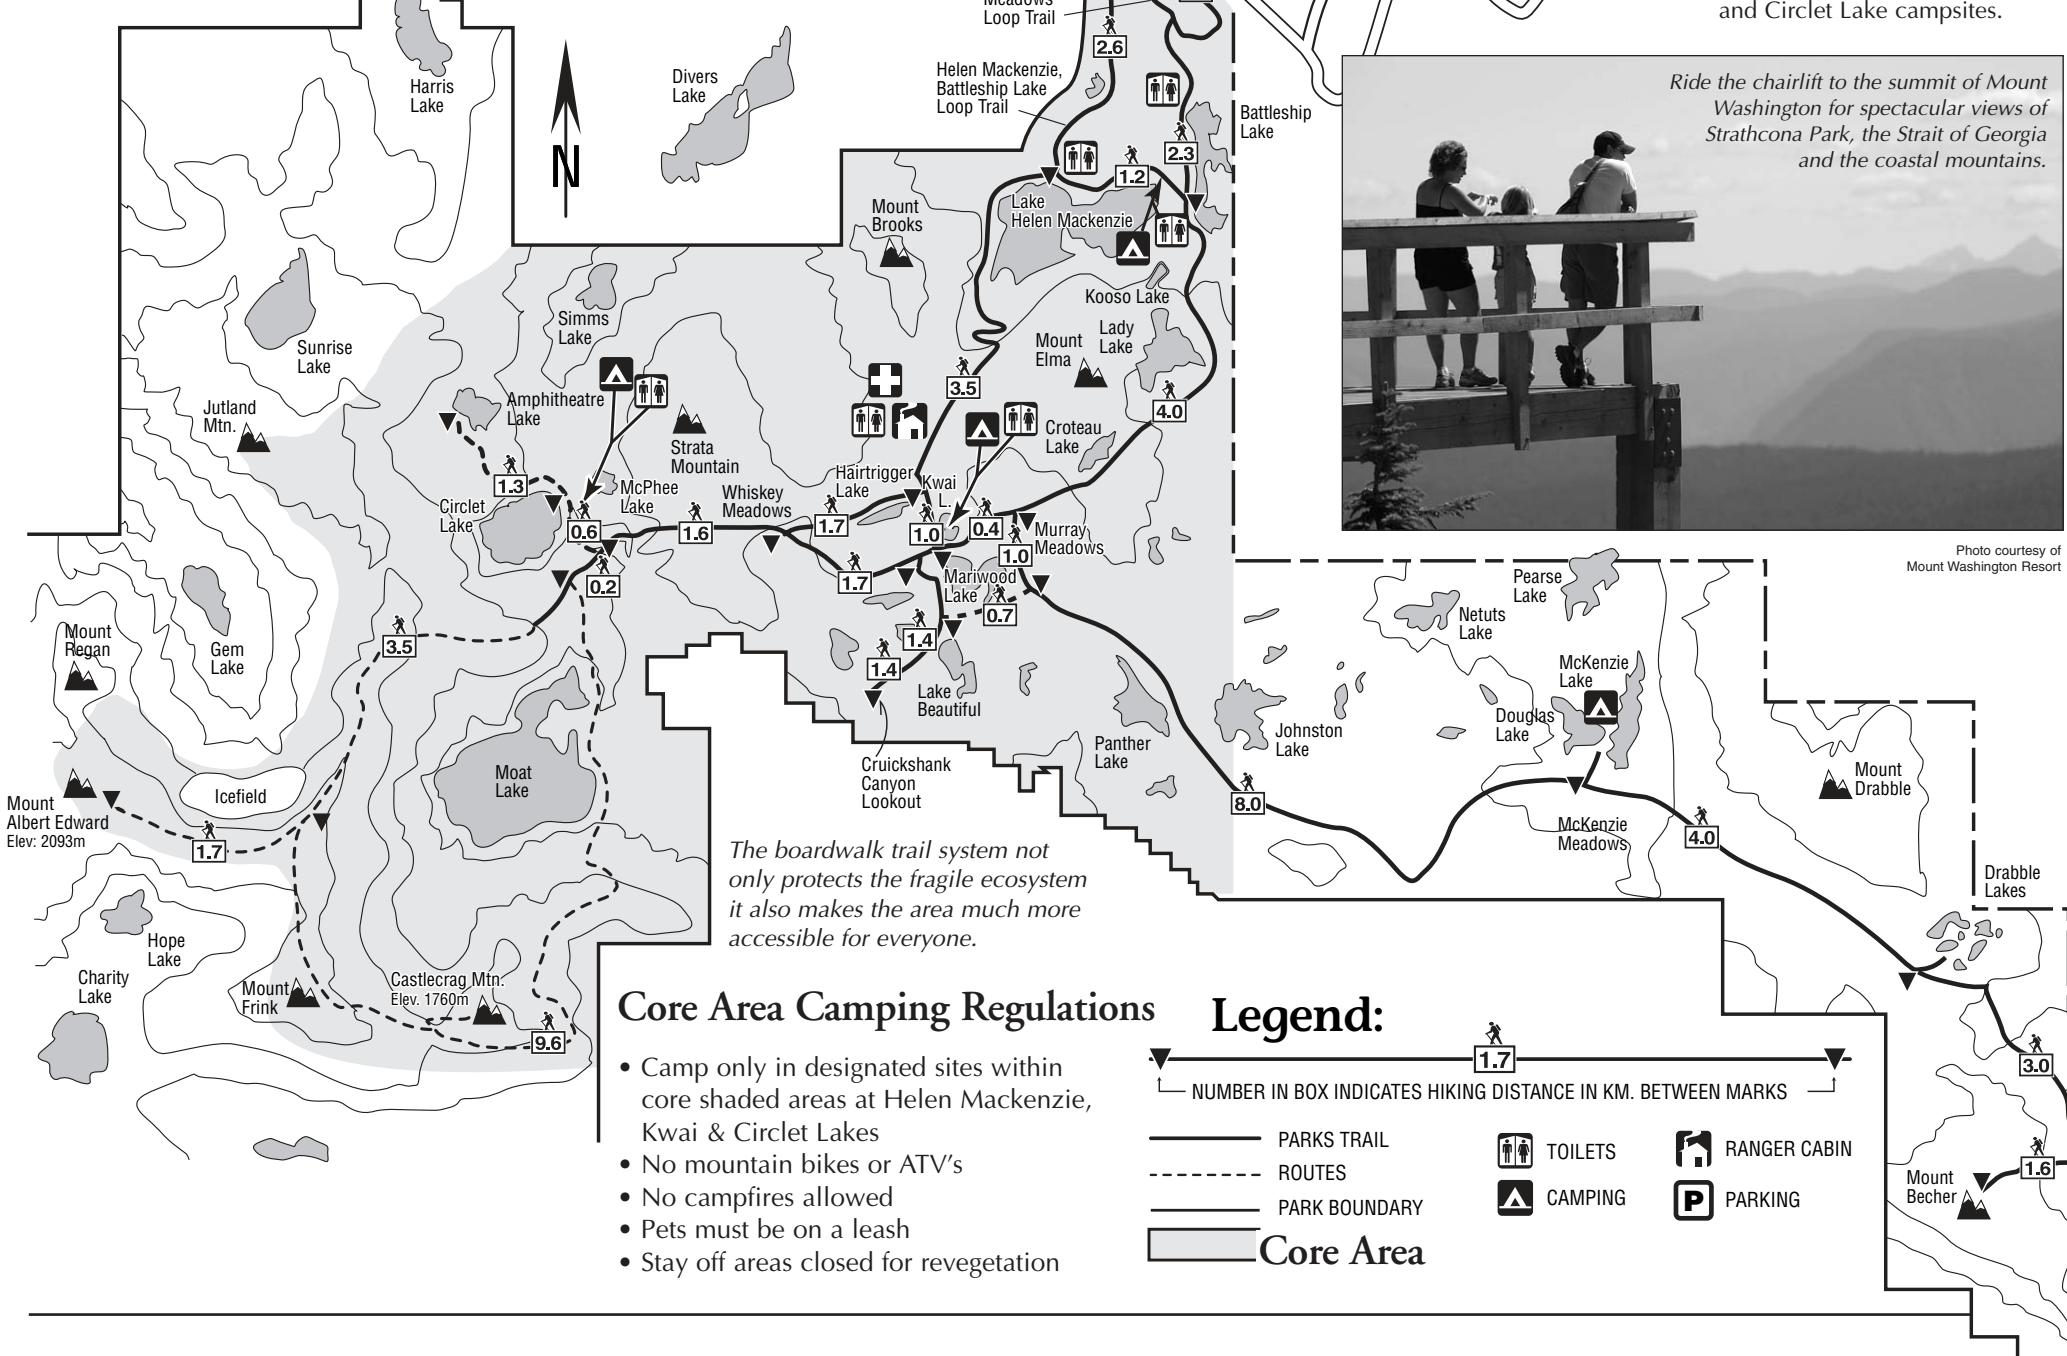 Meadows
Loop Trail
and Circlet Lake campsites.
2.6
Harris
Lake
Divers
Lake
Helen Mackenzie,
Battleship Lake
Loop Trail
Battleship
Lake
Ride the chairlift to the summit of Mount
Washington for spectacular views of
Strathcona Park, the Strait of Georgia
and the coastal mountains.
N
2.3
1.2
Lake
Helen Mackenzie
Mount
Brooks
Kooso Lake
Simms
Lake
Sunrise
Lake
Mount
Elma
Lady
Lake
3.5
4.0
Jutland
Mtn.
Amphitheatre
Lake
Strata
Mountain
Croteau
Lake
1.3
Circlet
Lake
McPhee
Lake
Whiskey
Meadows
Hairtrigger
Lake
Kwai
L.
0.6
1.6
1.7
1.0
0.4
Murray
Meadows
1.0
Photo courtesy of
Mount Washington Resort
0.2
1.7
Mariwood
Lake
0.7
Pearse
Lake
Netuts
Lake
Mount
Regan
Gem
Lake
3.5
1.4
1.4
Lake
Beautiful
McKenzie
Lake
Douglas
Lake
Johnston
Lake
Panther
Lake
Cruickshank
Canyon
Lookout
Moat
Lake
Icefield
Mount
Albert Edward
Elev: 2093m
1.7
8.0
McKenzie
Meadows
4.0
Mount
Drabble
Drabble
Lakes
The boardwalk trail system not
only protects the fragile ecosystem
it also makes the area much more
accessible for everyone.
Hope
Lake
Charity
Lake
Mount
Frink
Castlecrag Mtn.
Elev. 1760m
9.6
3.0
1.6
Mount
Becher
Core Area Camping Regulations
• Camp only in designated sites within
core shaded areas at Helen Mackenzie,
Kwai & Circlet Lakes
• No mountain bikes or ATV's
• No campfires allowed
• Pets must be on a leash
• Stay off areas closed for revegetation
Legend:
1.7
NUMBER IN BOX INDICATES HIKING DISTANCE IN KM. BETWEEN MARKS
PARKS TRAIL
ROUTES
PARK BOUNDARY
Core Area
TOILETS
CAMPING
RANGER CABIN
P
PARKING